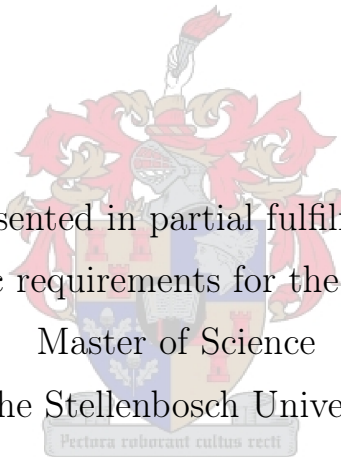 sented in partial fulfil
requirements for the
Master of Science
he Stellenbosch Unive
Pectora roborant cultus recti